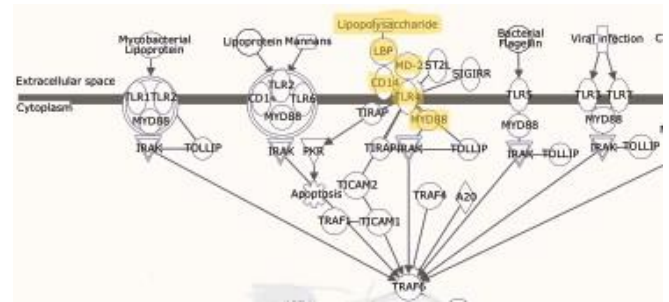 Lipopolysaccharide
Mycobacterial
Lipoprotein
Lipoprotein Mannans
LBP
Bacterial
Flagellin
Viral infection
MD-2
ST2L
SIGIRR
Extracellular space
CD14
TLR1 TLR2
TLR2
CD14
TLR6
TLR4
TLR5
Cytoplasm
MYD88
MYD88
TIRAP
MYD88
MYD88
MYD88
IRAK
TOLLIP
IRAK
PKR
TIRAP
IRAK
TOLLIP
IRAK
TOLLIP
IRAK
TOLLIP
Apoptosis
TICAM2
TRAF4
A20
TRAF1
TICAM1
TRAF6